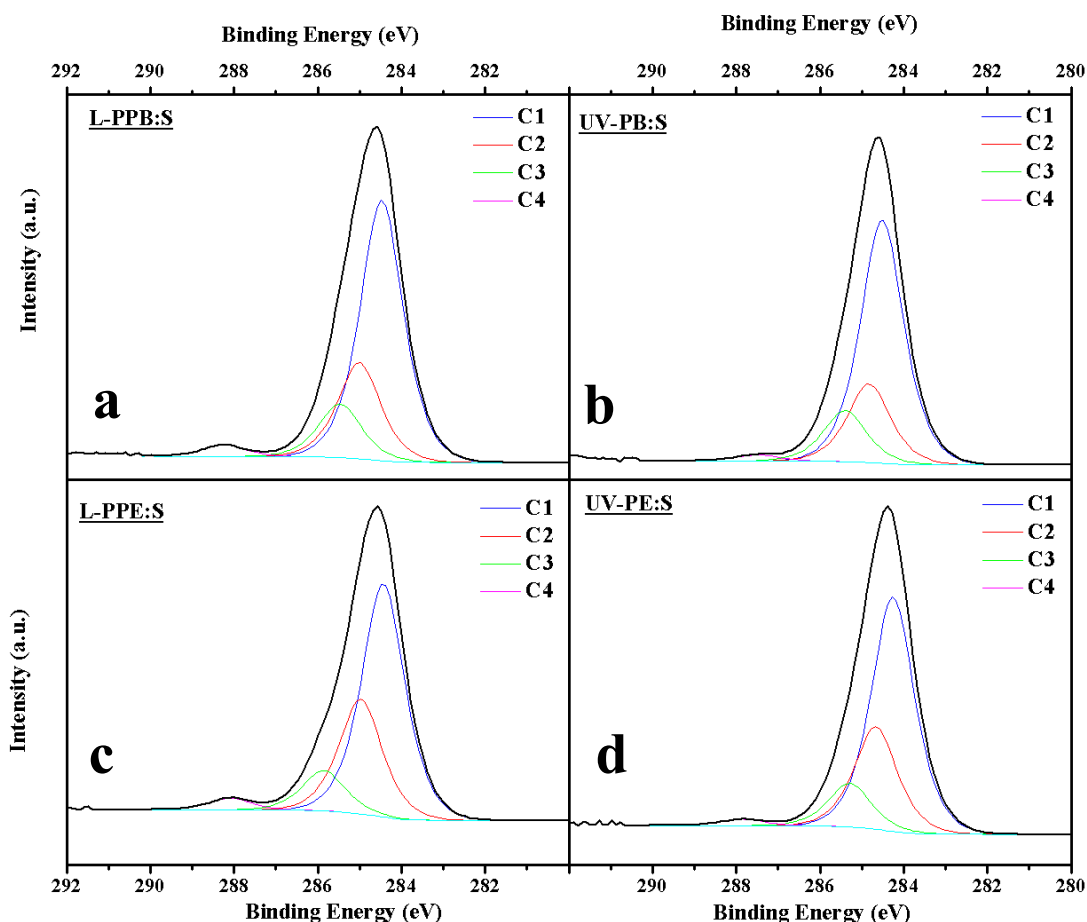 Binding Energy (eV)
Binding Energy (eV)
292 290 288 286 284 282
290 288 286 284 282 280
L-PPB:S
C1
C2
C3
C4
a
UV-PB:S
C1
C2
C3
C4
b
Intensity (a.u.)
L-PPE:S
C1
C2
C3
C4
c
UV-PE:S
C1
C2
C3
C4
d
Intensity (a.u.)
292 290 288 286 284 282
290 288 286 284 282 280
Binding Energy (eV)
Binding Energy (eV)